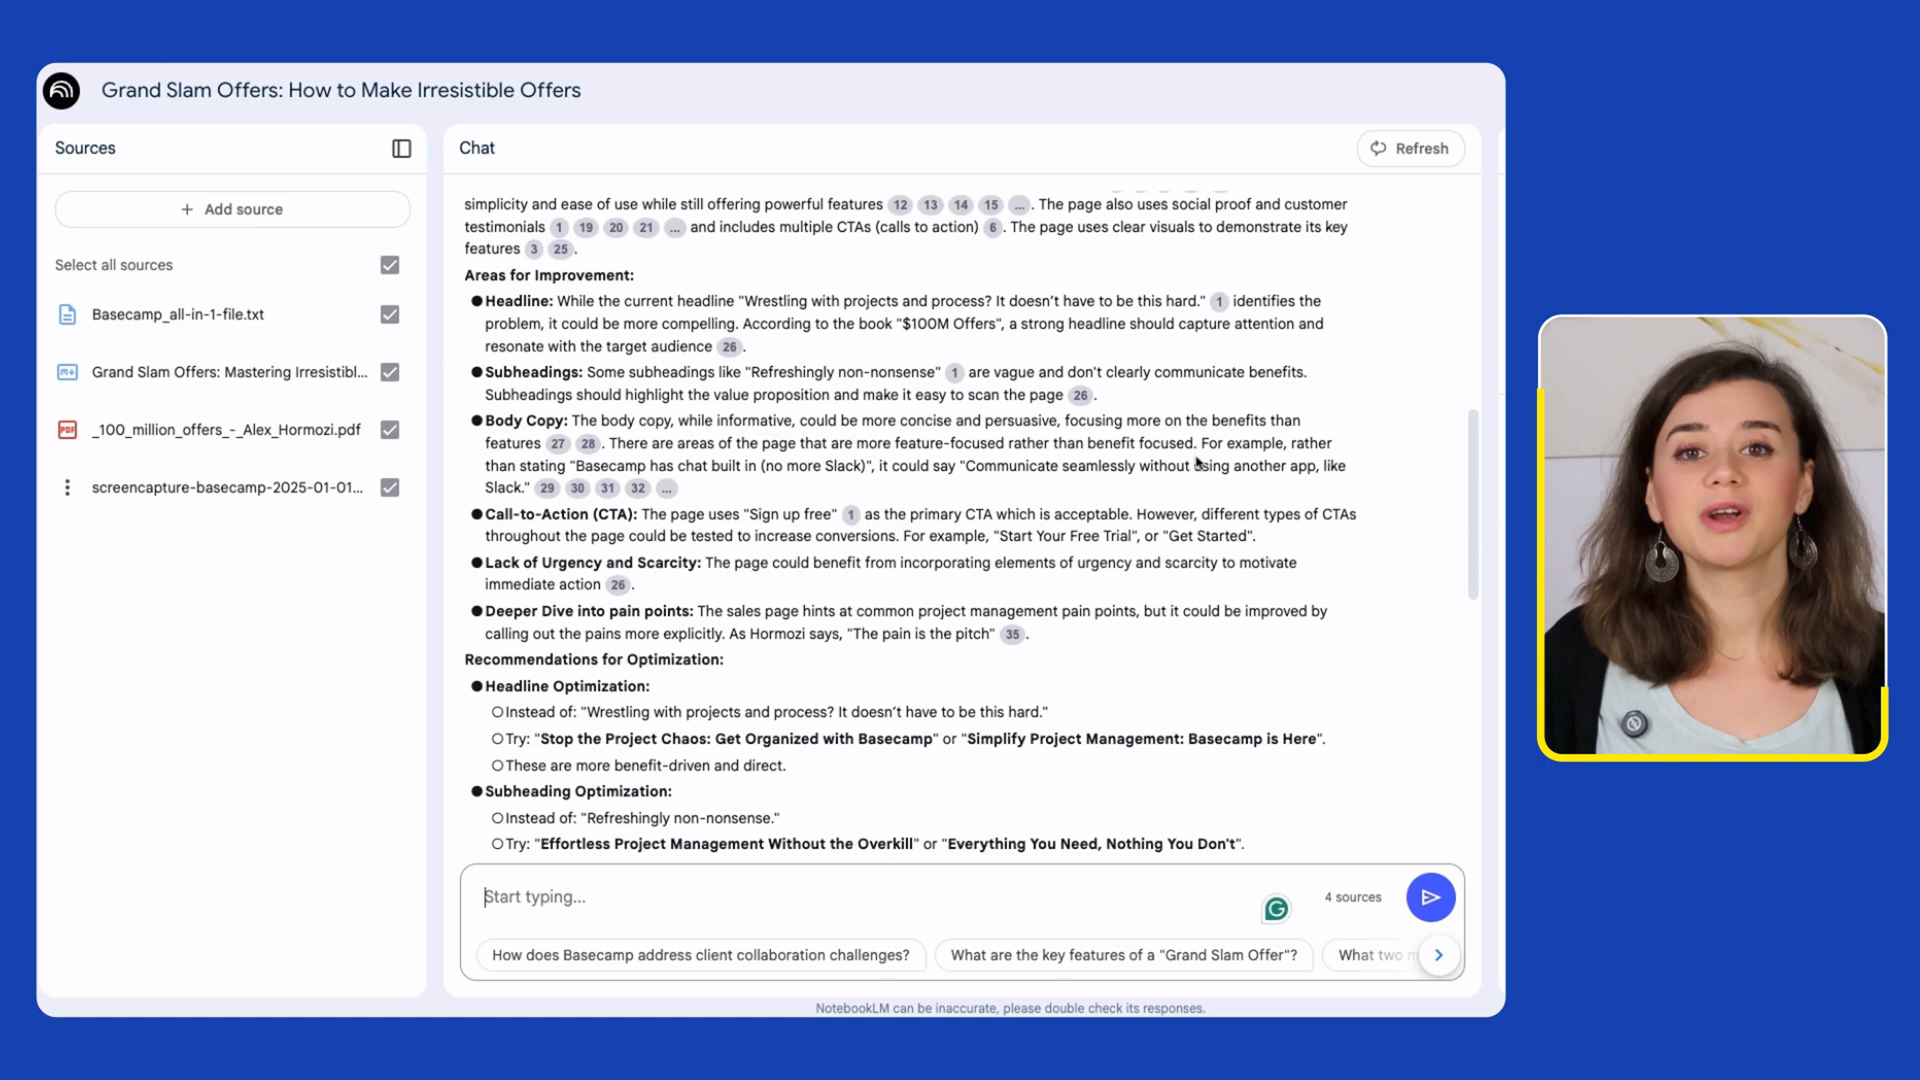 Grand Slam Offers: How to Make Irresistible Offers
Sources
Add source
Select all sources
Basecamp_all-in-1-file.txt
Grand Slam Offers: Mastering Irresistibl...
PDF
_100_million_offers_-_Alex_Hormozi.pdf
screencapture-basecamp-2025-01-01...
Chat
Refresh
simplicity and ease of use while still offering powerful features 12 13 14 15 ... . The page also uses social proof and customer
testimonials 1 19 20 21 ... and includes multiple CTAs (calls to action) 6 . The page uses clear visuals to demonstrate its key
features 3 25 .
Areas for Improvement:
● Headline: While the current headline "Wrestling with projects and process? It doesn’t have to be this hard." 1 identifies the
problem, it could be more compelling. According to the book "$100M Offers", a strong headline should capture attention and
resonate with the target audience 26 .
● Subheadings: Some subheadings like "Refreshingly non-nonsense" 1 are vague and don't clearly communicate benefits.
Subheadings should highlight the value proposition and make it easy to scan the page 26 .
● Body Copy: The body copy, while informative, could be more concise and persuasive, focusing more on the benefits than
features 27 28 . There are areas of the page that are more feature-focused rather than benefit focused. For example, rather
than stating "Basecamp has chat built in (no more Slack)", it could say "Communicate seamlessly without using another app, like
Slack." 29 30 31 32 ...
● Call-to-Action (CTA): The page uses "Sign up free" 1 as the primary CTA which is acceptable. However, different types of CTAs
throughout the page could be tested to increase conversions. For example, "Start Your Free Trial", or "Get Started".
● Lack of Urgency and Scarcity: The page could benefit from incorporating elements of urgency and scarcity to motivate
immediate action 26 .
● Deeper Dive into pain points: The sales page hints at common project management pain points, but it could be improved by
calling out the pains more explicitly. As Hormozi says, "The pain is the pitch" 35 .
Recommendations for Optimization:
● Headline Optimization:
○ Instead of: "Wrestling with projects and process? It doesn’t have to be this hard."
○ Try: "Stop the Project Chaos: Get Organized with Basecamp" or "Simplify Project Management: Basecamp is Here".
○ These are more benefit-driven and direct.
● Subheading Optimization:
○ Instead of: "Refreshingly non-nonsense."
○ Try: "Effortless Project Management Without the Overkill" or "Everything You Need, Nothing You Don't".
Start typing...
4 sources
How does Basecamp address client collaboration challenges?
What are the key features of a "Grand Slam Offer"?
What two
NotebookLM can be inaccurate, please double check its responses.